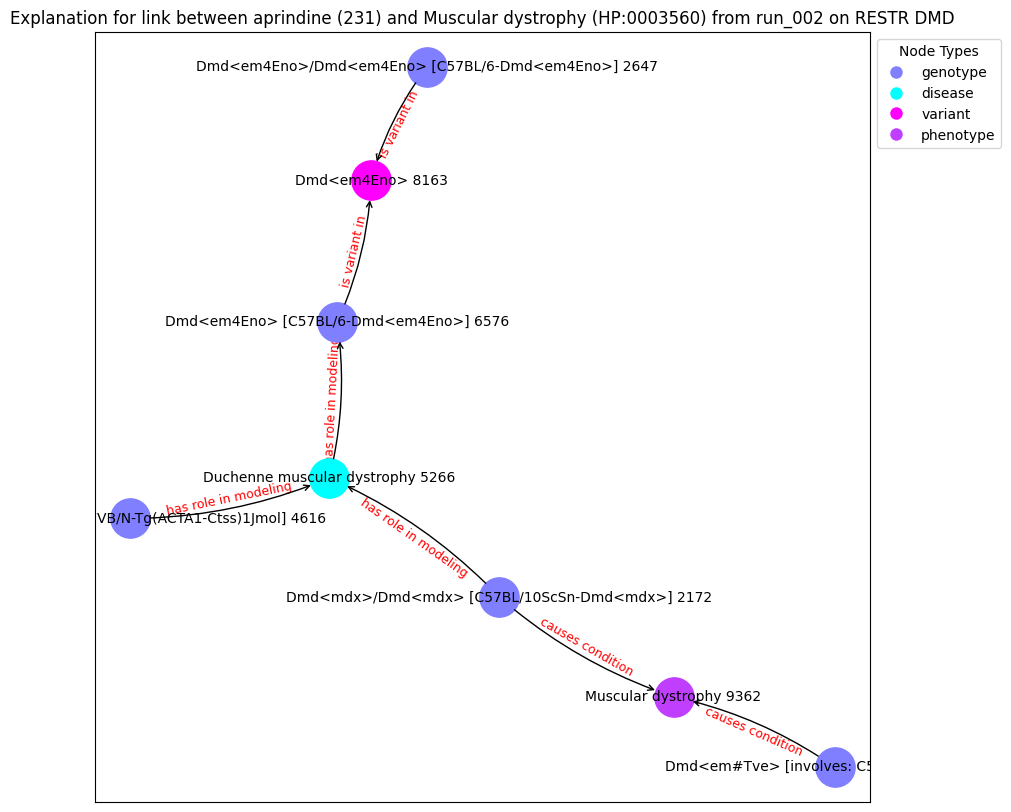 Explanation for link between aprindine (231) and Muscular dystrophy (HP:0003560) from run_002 on RESTR DMD
Node Types
genotype
disease
variant
phenotype
Dmd<em4Eno>/Dmd<em4Eno> [C57BL/6-Dmd<em4Eno>] 2647
is variant in
Dmd<em4Eno> 8163
is variant in
Dmd<em4Eno> [C57BL/6-Dmd<em4Eno>] 6576
as role in modeling
Duchenne muscular dystrophy 5266
has role in modeling
VB/N-Tg(ACTA1-Ctss)1Jmol] 4616
has role in modeling
Dmd<mdx>/Dmd<mdx> [C57BL/10ScSn-Dmd<mdx>] 2172
causes condition
Muscular dystrophy 9362
causes condition
Dmd<em#Tve> [involves: C5